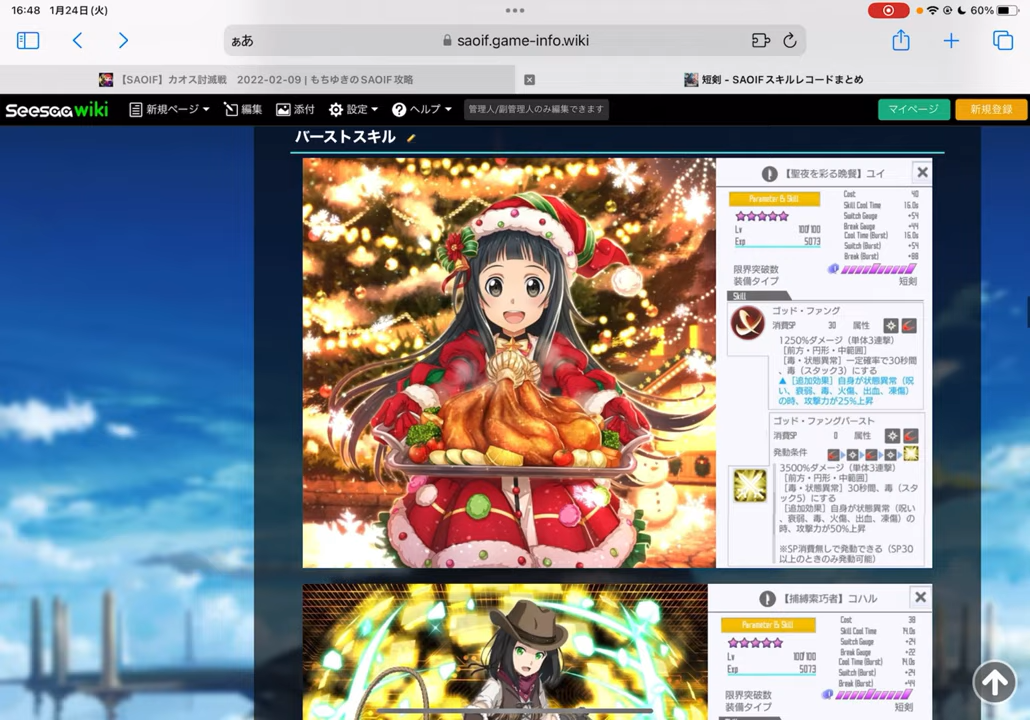 16:48 1月24日(火)
60%
ぁあ
saoif.game-info.wiki
【SAOIF】カオス討滅戦 2022-02-09 | もちゆきのSAOIF攻略
短剣 - SAOIFスキルレコードまとめ
Seesaa wiki
新規ページ
編集
添付
設定
ヘルプ
管理人/副管理人のみ編集できます
マイページ
新規登録
バーストスキル
【聖夜を彩る晩餐】ユイ
Parameter & Skill
Lv 100/100
Exp 5073
Cost 40
Skill Cool Time 16.0s
Switch Gauge +54
Break Gauge +44
Cool Time (Burst) 16.0s
Switch (Burst) +54
Break (Burst) +88
限界突破数
装備タイプ 短剣
Skill
ゴッド・ファング
消費SP 30 属性
1250%ダメージ（単体3連撃）
［前方・円形・中範囲］
［毒・状態異常］一定確率で30秒間
、毒（スタック3）にする
▲［追加効果］自身が状態異常（呪
い、衰弱、毒、火傷、出血、凍傷）
の時、攻撃力が25%上昇
ゴッド・ファングバースト
消費SP 0 属性
発動条件
3500%ダメージ（単体3連撃）
［前方・円形・中範囲］
［毒・状態異常］30秒間、毒（スタ
ック5）にする
［追加効果］自身が状態異常（呪い
、衰弱、毒、火傷、出血、凍傷）の
時、攻撃力が50%上昇
※SP消費無しで発動できる（SP30
以上のときのみ発動可能）
【捕縛索巧者】コハル
Parameter & Skill
Lv 100/100
Exp 5073
Cost 38
Skill Cool Time 14.0s
Switch Gauge +24
Break Gauge +22
Cool Time (Burst) 14.0s
Switch (Burst) +24
Break (Burst) +44
限界突破数
装備タイプ 短剣